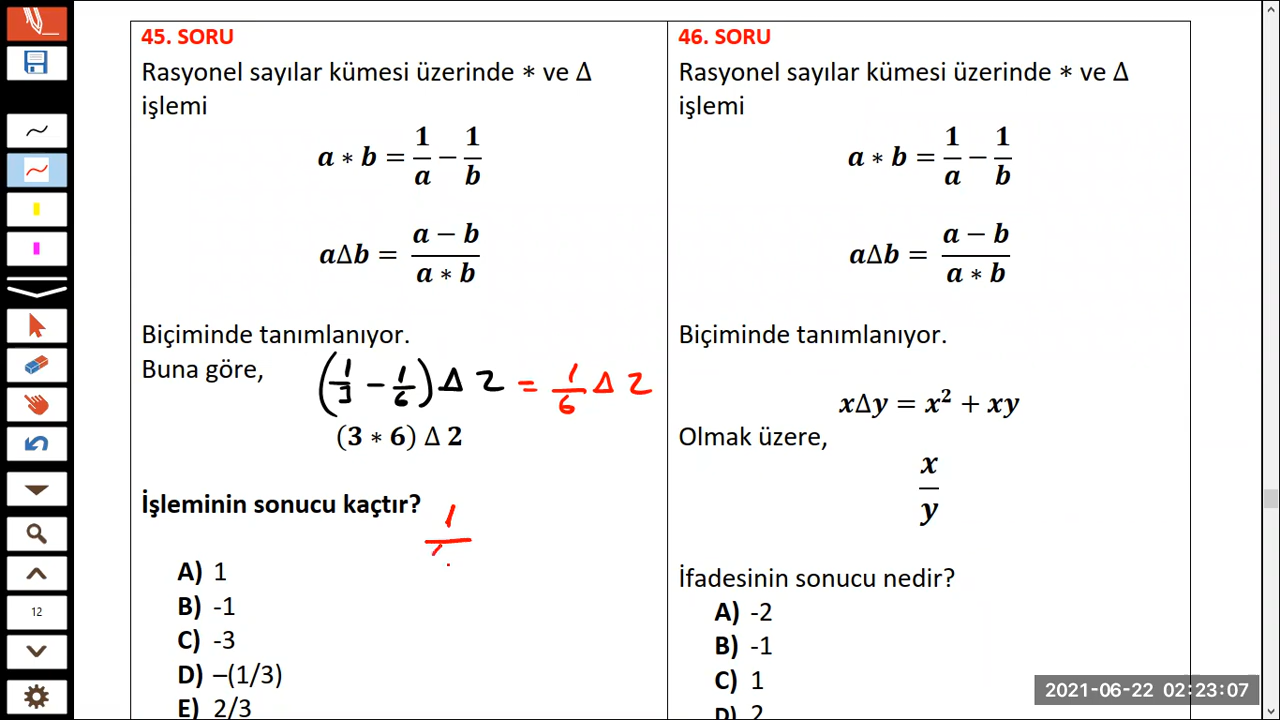 45. SORU
Rasyonel sayılar kümesi üzerinde ∗ ve Δ
işlemi
a ∗ b = 1/a − 1/b
aΔb = (a − b)/(a ∗ b)
Biçiminde tanımlanıyor.
Buna göre,
(1/3 − 1/6) Δ 2 = 1/6 Δ 2
(3 ∗ 6) Δ 2
İşleminin sonucu kaçtır?
1
A) 1
B) -1
C) -3
D) –(1/3)
E) 2/3
46. SORU
Rasyonel sayılar kümesi üzerinde ∗ ve Δ
işlemi
a ∗ b = 1/a − 1/b
aΔb = (a − b)/(a ∗ b)
Biçiminde tanımlanıyor.
xΔy = x² + xy
Olmak üzere,
x/y
İfadesinin sonucu nedir?
A) -2
B) -1
C) 1
D) 2
12
2021-06-22 02:23:07